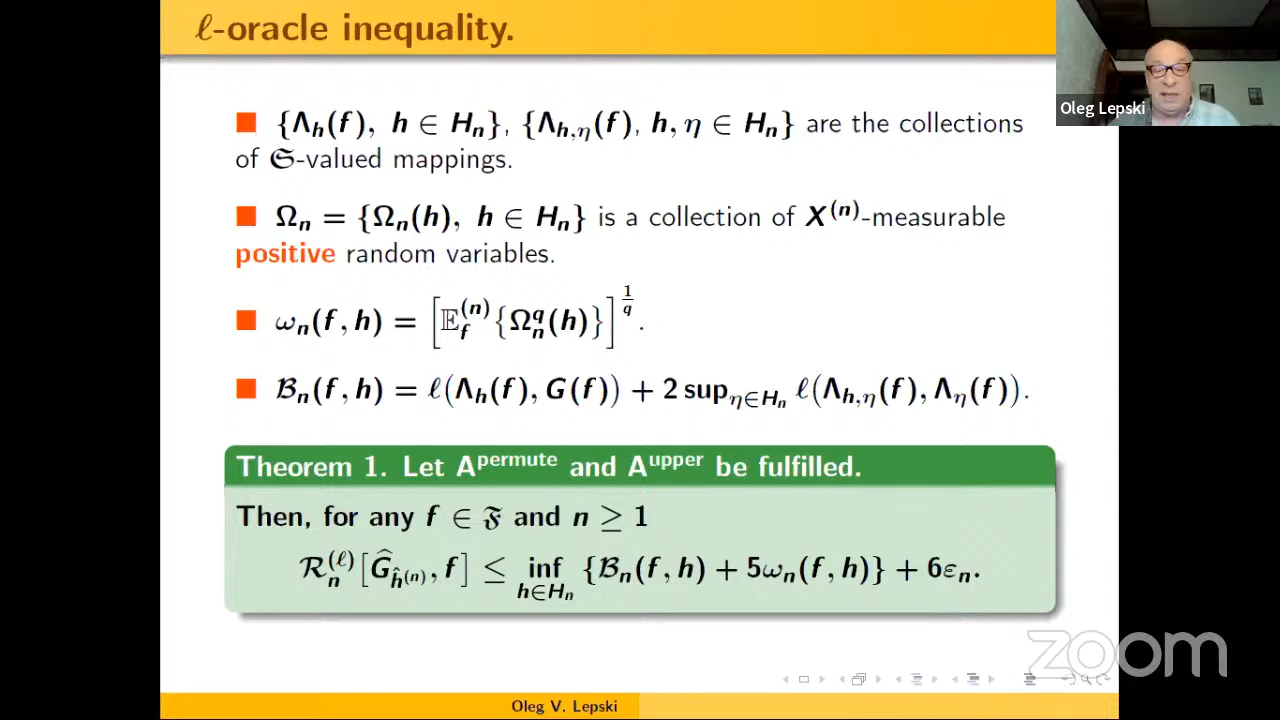 ℓ-oracle inequality.
Oleg Lepski
■ {Λ_h(f), h ∈ H_n}, {Λ_{h,η}(f), h, η ∈ H_n} are the collections
of 𝔖-valued mappings.
■ Ω_n = {Ω_n(h), h ∈ H_n} is a collection of X^{(n)}-measurable
positive random variables.
■ ω_n(f, h) = [𝔼_f^{(n)}{Ω_n^q(h)}]^{1/q}.
■ ℬ_n(f, h) = ℓ(Λ_h(f), G(f)) + 2 sup_{η∈H_n} ℓ(Λ_{h,η}(f), Λ_η(f)).
Theorem 1. Let A^{permute} and A^{upper} be fulfilled.
Then, for any f ∈ 𝔉 and n ≥ 1
ℛ_n^{(ℓ)}[Ĝ_{ĥ^{(n)}}, f] ≤ inf_{h∈H_n} {ℬ_n(f, h) + 5ω_n(f, h)} + 6ε_n.
zoom
Oleg V. Lepski